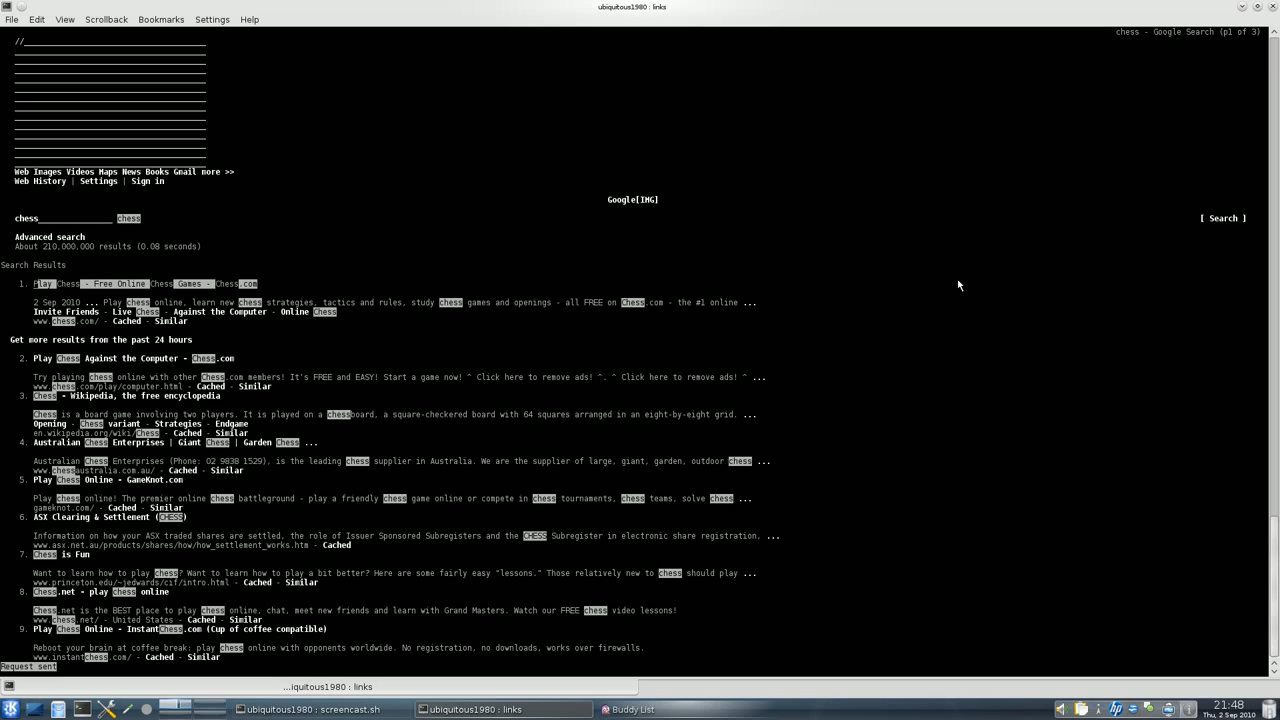 ubiquitous1980 : links
File Edit View Scrollback Bookmarks Settings Help
chess - Google Search (p1 of 3)
//
Web Images Videos Maps News Books Gmail more >>
Web History | Settings | Sign in
Google[IMG]
chess________________ chess [ Search ]
Advanced search
About 210,000,000 results (0.08 seconds)
Search Results
1. Play Chess - Free Online Chess Games - Chess.com
2 Sep 2010 ... Play chess online, learn new chess strategies, tactics and rules, study chess games and openings - all FREE on Chess.com - the #1 online ...
Invite Friends - Live Chess - Against the Computer - Online Chess
www.chess.com/ - Cached - Similar
Get more results from the past 24 hours
2. Play Chess Against the Computer - Chess.com
Try playing chess online with other Chess.com members! It's FREE and EASY! Start a game now! ^ Click here to remove ads! ^. ^ Click here to remove ads! ^ ...
www.chess.com/play/computer.html - Cached - Similar
3. Chess - Wikipedia, the free encyclopedia
Chess is a board game involving two players. It is played on a chessboard, a square-checkered board with 64 squares arranged in an eight-by-eight grid. ...
Opening - Chess variant - Strategies - Endgame
en.wikipedia.org/wiki/Chess - Cached - Similar
4. Australian Chess Enterprises | Giant Chess | Garden Chess ...
Australian Chess Enterprises (Phone: 02 9838 1529), is the leading chess supplier in Australia. We are the supplier of large, giant, garden, outdoor chess ...
www.chessaustralia.com.au/ - Cached - Similar
5. Play Chess Online - GameKnot.com
Play chess online! The premier online chess battleground - play a friendly chess game online or compete in chess tournaments, chess teams, solve chess ...
gameknot.com/ - Cached - Similar
6. ASX Clearing & Settlement (CHESS)
Information on how your ASX traded shares are settled, the role of Issuer Sponsored Subregisters and the CHESS Subregister in electronic share registration, ...
www.asx.net.au/products/shares/how/how_settlement_works.htm - Cached
7. Chess is Fun
Want to learn how to play chess? Want to learn how to play a bit better? Here are some fairly easy "lessons." Those relatively new to chess should play ...
www.princeton.edu/~jedwards/cif/intro.html - Cached - Similar
8. Chess.net - play chess online
Chess.net is the BEST place to play chess online, chat, meet new friends and learn with Grand Masters. Watch our FREE chess video lessons!
www.chess.net/ - United States - Cached - Similar
9. Play Chess Online - InstantChess.com (Cup of coffee compatible)
Reboot your brain at coffee break: play chess online with opponents worldwide. No registration, no downloads, works over firewalls.
www.instantchess.com/ - Cached - Similar
Request sent
...iquitous1980 : links
ubiquitous1980 : screencast.sh ubiquitous1980 : links Buddy List 21:48
Thu, 2 Sep 2010